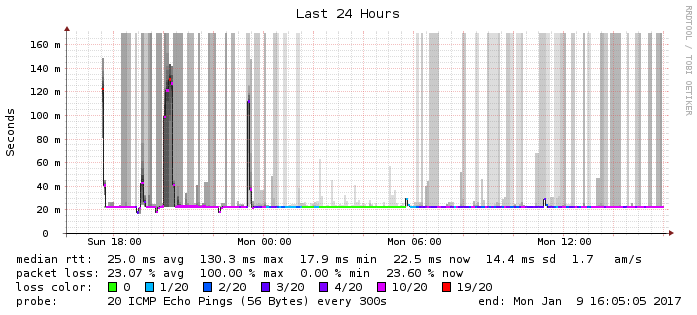 Last 24 Hours
RRDTOOL / TOBI OETIKER
Seconds
160 m
140 m
120 m
100 m
80 m
60 m
40 m
20 m
0
Sun 18:00 Mon 00:00 Mon 06:00 Mon 12:00
median rtt: 25.0 ms avg 130.3 ms max 17.9 ms min 22.5 ms now 14.4 ms sd 1.7 am/s
packet loss: 23.07 % avg 100.00 % max 0.00 % min 23.60 % now
loss color: 0 1/20 2/20 3/20 4/20 10/20 19/20
probe: 20 ICMP Echo Pings (56 Bytes) every 300s end: Mon Jan 9 16:05:05 2017